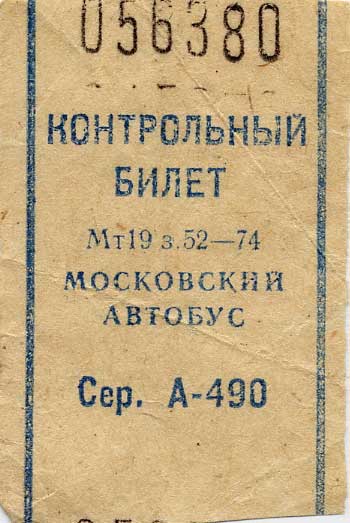 056380
КОНТРОЛЬНЫЙ
БИЛЕТ
Мт19 з.52—74
МОСКОВСКИЙ
АВТОБУС
Сер. А-490